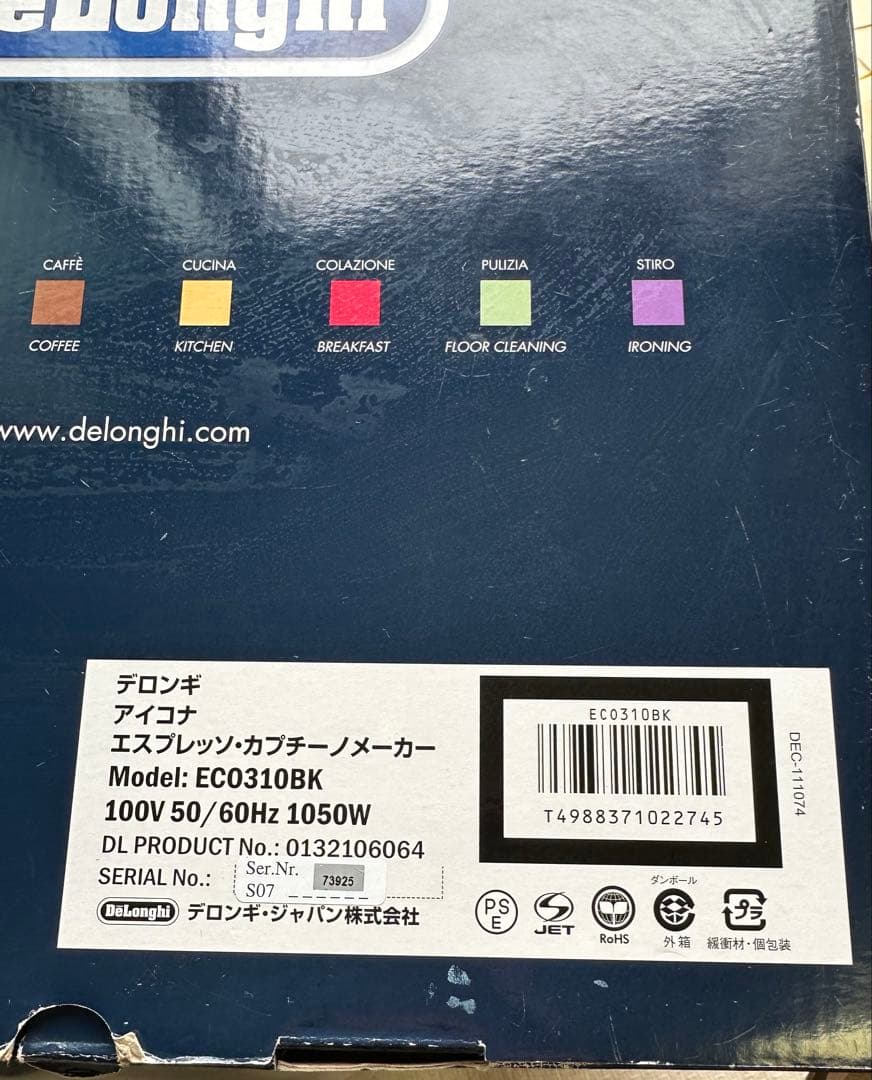 DeLonghi
CAFFÈ CUCINA COLAZIONE PULIZIA STIRO
COFFEE KITCHEN BREAKFAST FLOOR CLEANING IRONING
www.delonghi.com
デロンギ
アイコナ
エスプレッソ・カプチーノメーカー
Model: ECO310BK
100V 50/60Hz 1050W
DL PRODUCT No.: 0132106064
SERIAL No.: Ser.Nr. 73925
S07
DeLonghi デロンギ・ジャパン株式会社
ECO310BK
T4988371022745
DEC-111074
PSE
JET
RoHS
ダンボール
外箱
プラ
緩衝材・個包装